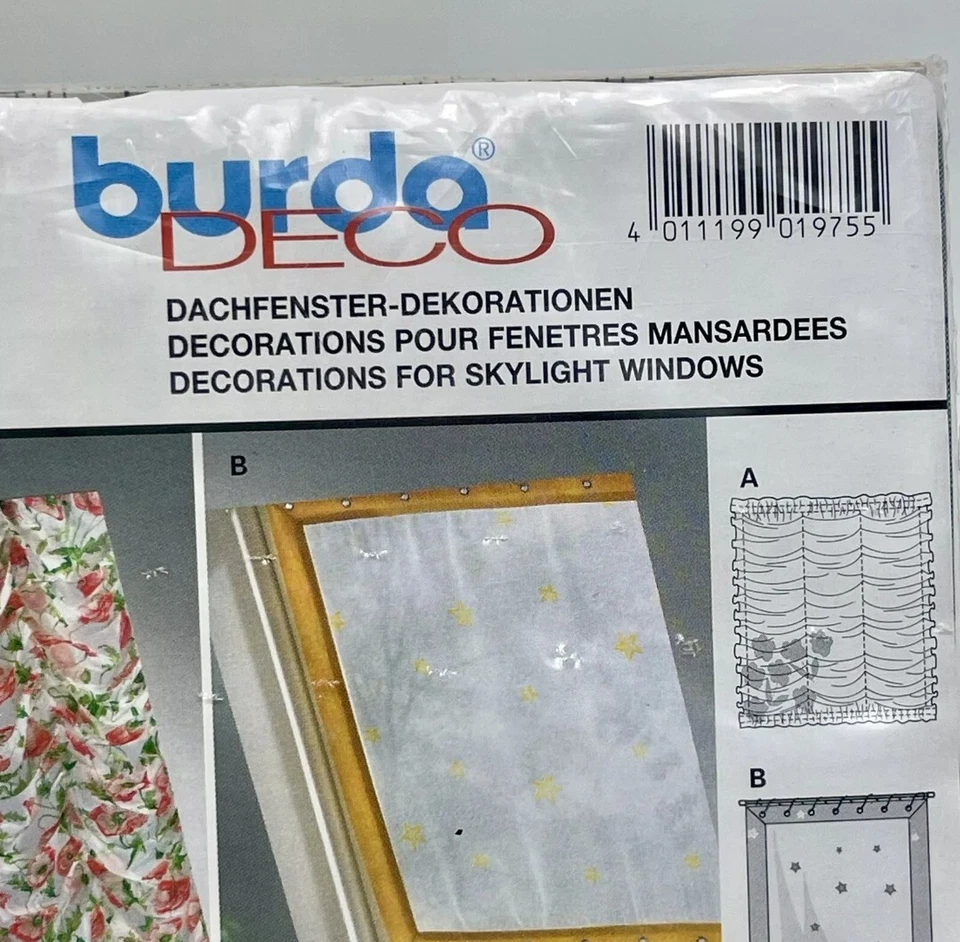 burda®
DECO
4 011199 019755
DACHFENSTER-DEKORATIONEN
DECORATIONS POUR FENETRES MANSARDEES
DECORATIONS FOR SKYLIGHT WINDOWS
B
A
B